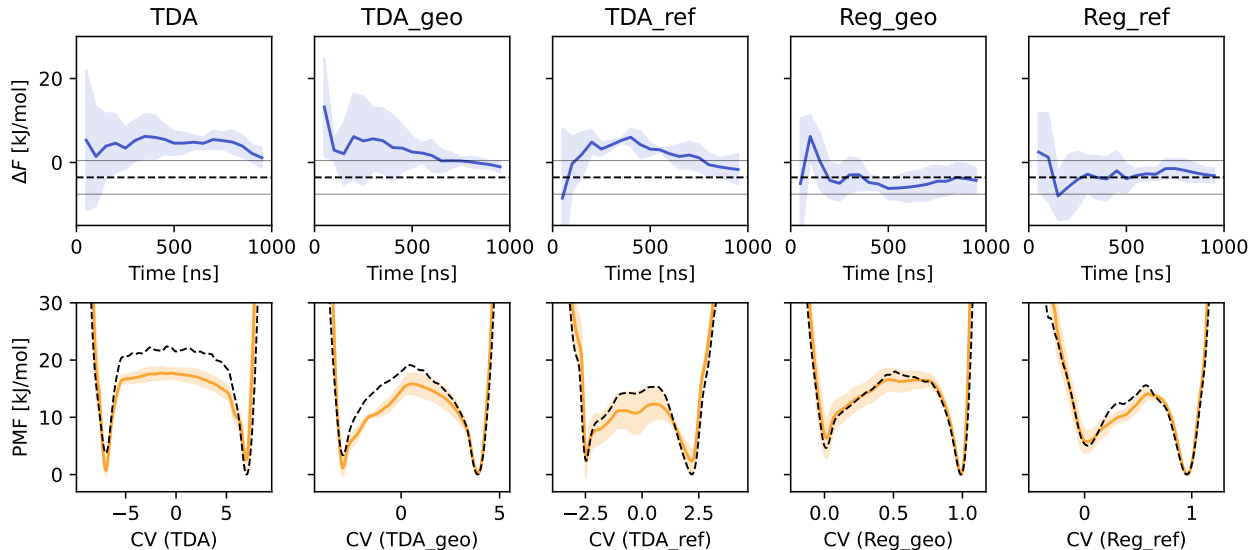 TDA TDA_geo TDA_ref Reg_geo Reg_ref
ΔF [kJ/mol]
20
0
0 500 1000 0 500 1000 0 500 1000 0 500 1000 0 500 1000
Time [ns] Time [ns] Time [ns] Time [ns] Time [ns]
PMF [kJ/mol]
30
20
10
0
−5 0 5 0 5 −2.5 0.0 2.5 0.0 0.5 1.0 0 1
CV (TDA) CV (TDA_geo) CV (TDA_ref) CV (Reg_geo) CV (Reg_ref)